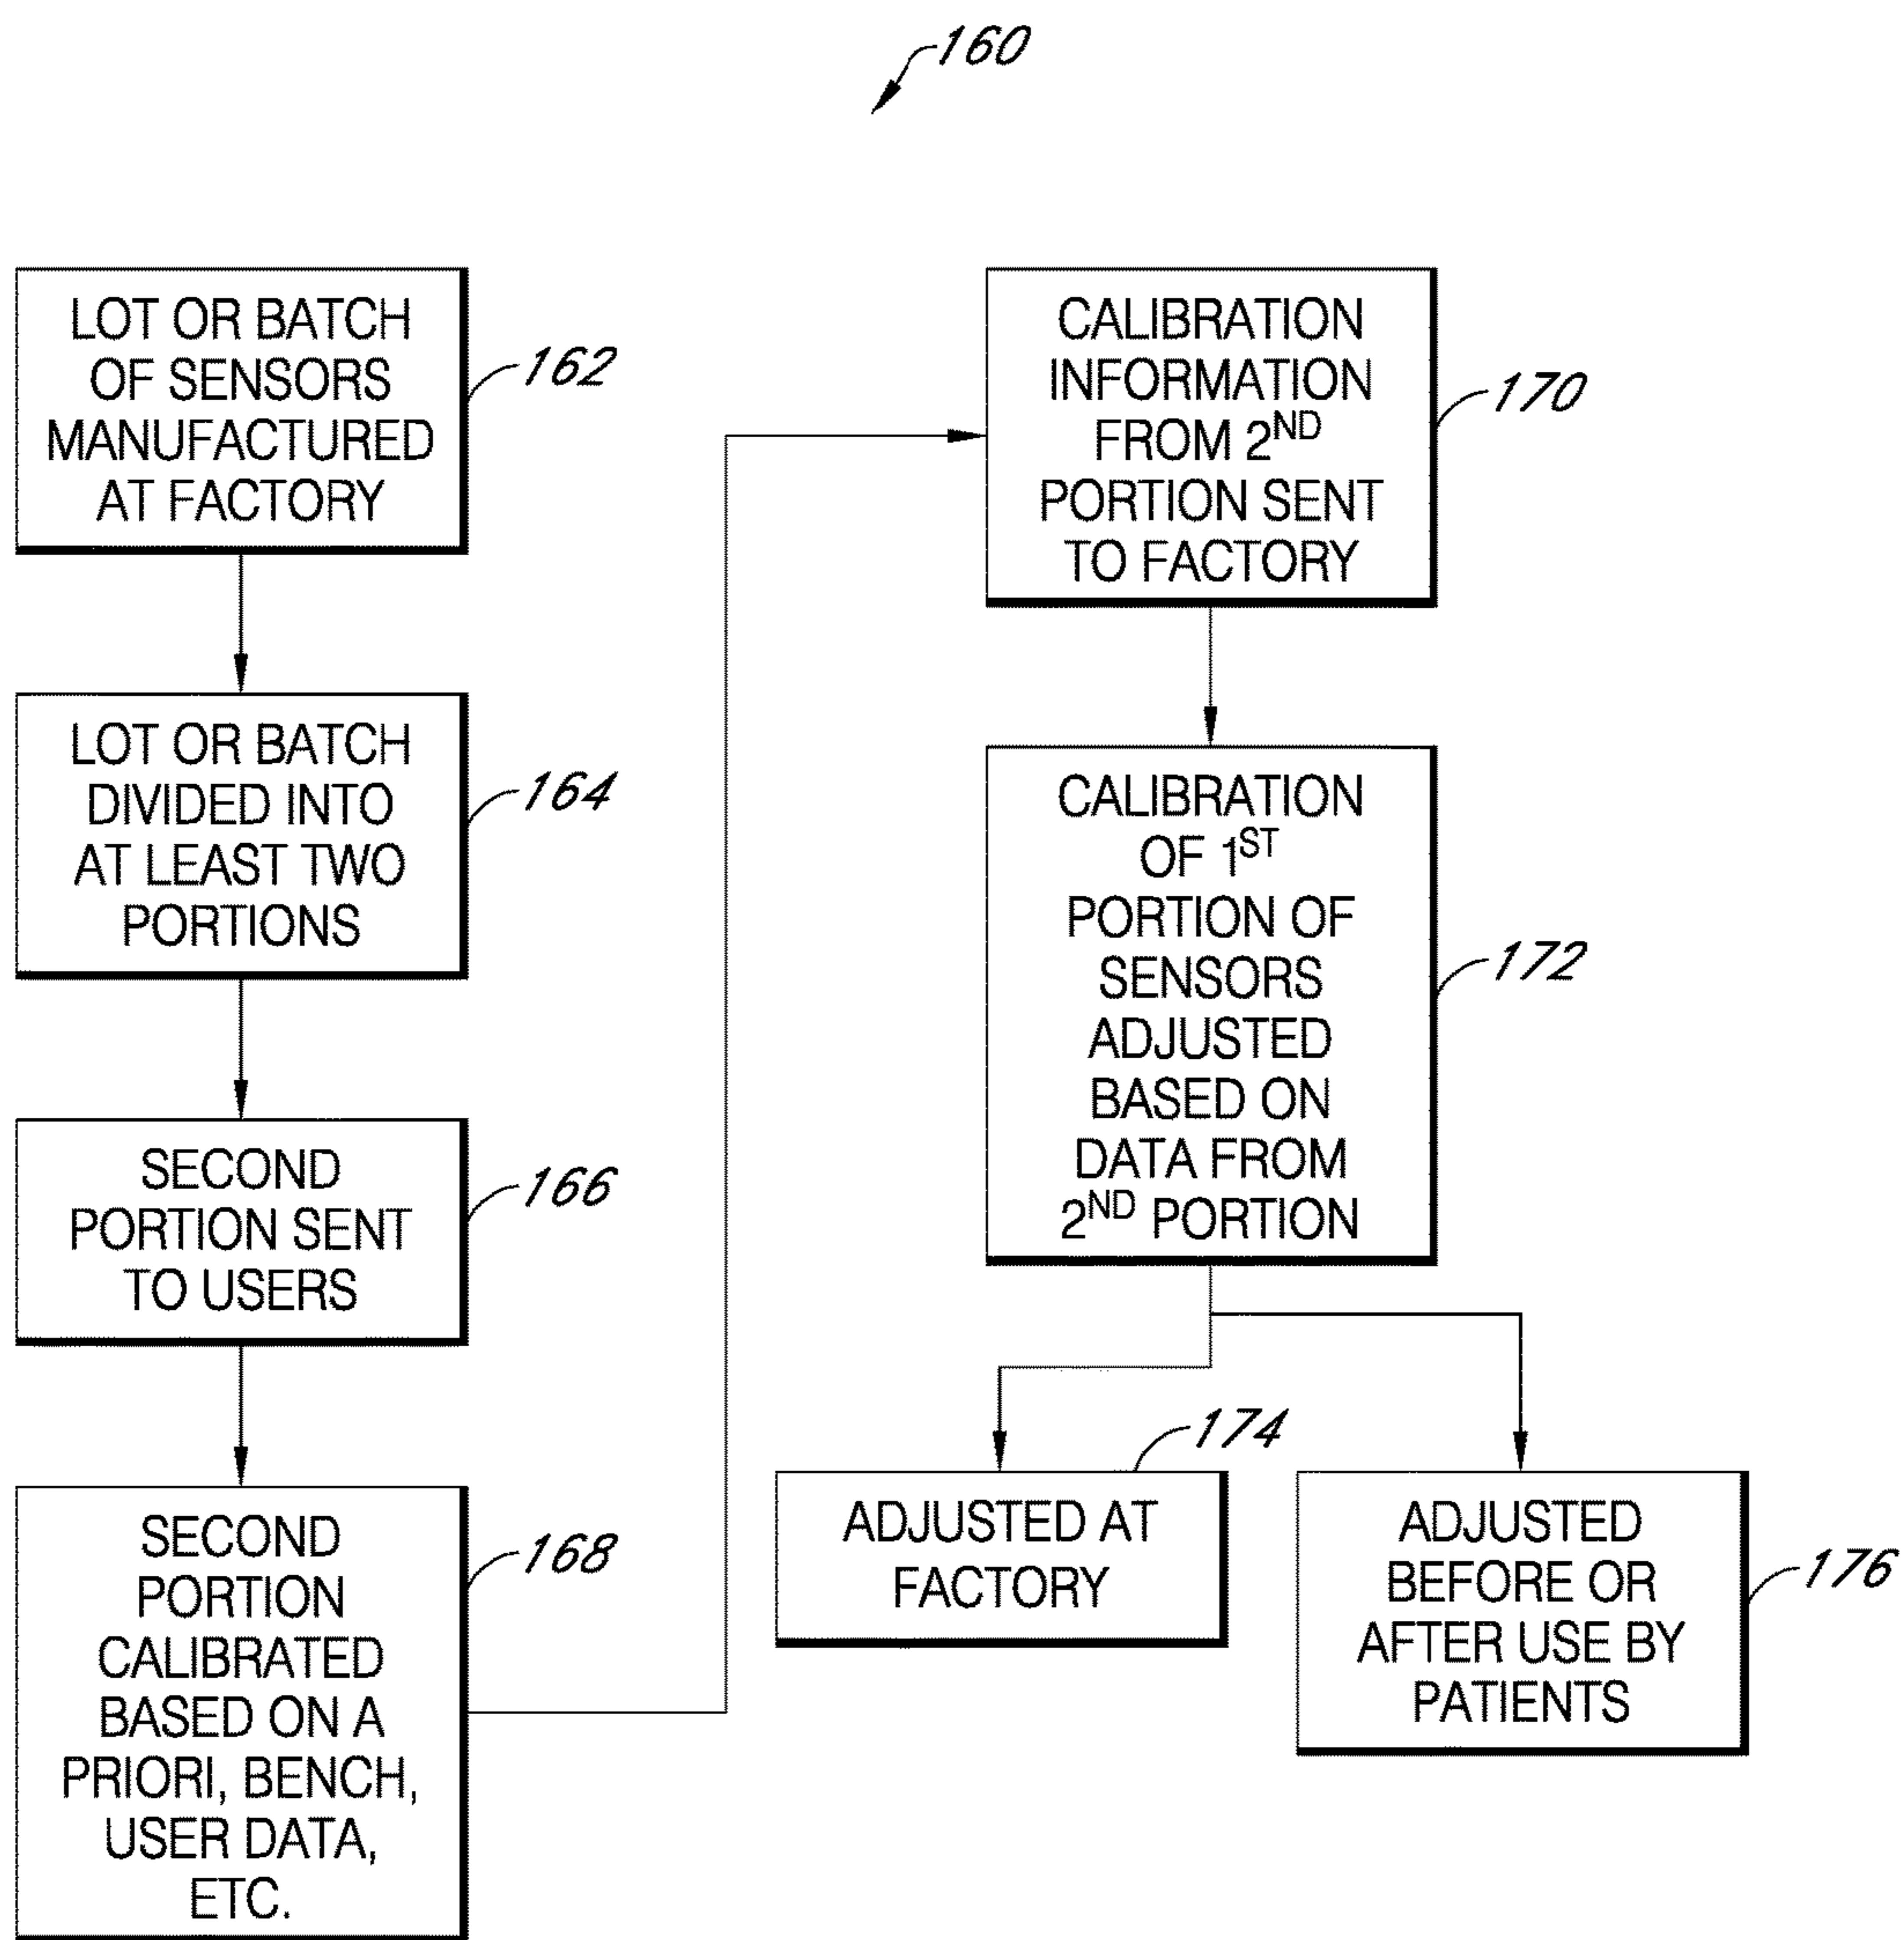 160
LOT OR BATCH
OF SENSORS
MANUFACTURED
AT FACTORY
162
LOT OR BATCH
DIVIDED INTO
AT LEAST TWO
PORTIONS
164
SECOND
PORTION SENT
TO USERS
166
SECOND
PORTION
CALIBRATED
BASED ON A
PRIORI, BENCH,
USER DATA,
ETC.
168
CALIBRATION
INFORMATION
FROM 2ND
PORTION SENT
TO FACTORY
170
CALIBRATION
OF 1ST
PORTION OF
SENSORS
ADJUSTED
BASED ON
DATA FROM
2ND PORTION
172
ADJUSTED AT
FACTORY
174
ADJUSTED
BEFORE OR
AFTER USE BY
PATIENTS
176